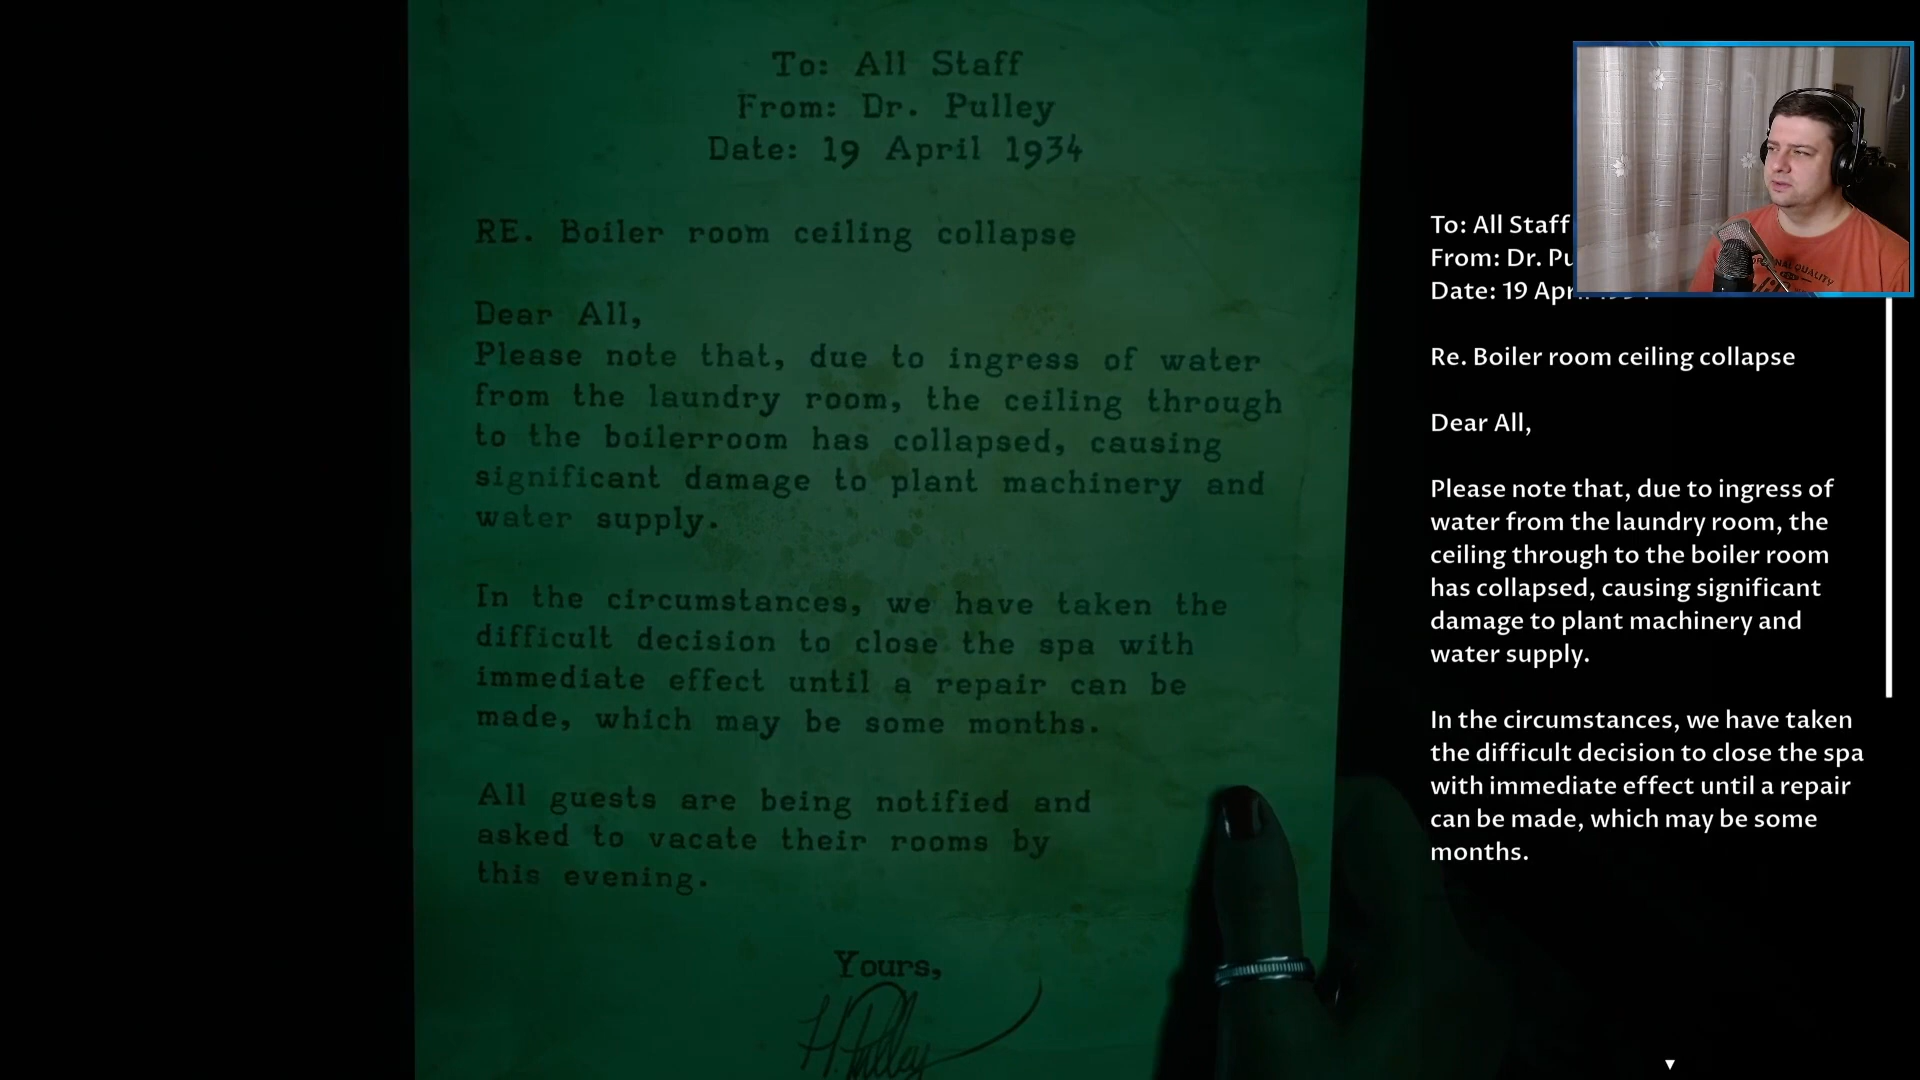 To: All Staff
From: Dr. Pulley
Date: 19 April 1934
RE. Boiler room ceiling collapse
Dear All,
Please note that, due to ingress of water
from the laundry room, the ceiling through
to the boilerroom has collapsed, causing
significant damage to plant machinery and
water supply.
In the circumstances, we have taken the
difficult decision to close the spa with
immediate effect until a repair can be
made, which may be some months.
All guests are being notified and
asked to vacate their rooms by
this evening.
Yours,
H. Pulley
To: All Staff
From: Dr.
Date: 19
Re. Boiler room ceiling collapse
Dear All,
Please note that, due to ingress of
water from the laundry room, the
ceiling through to the boiler room
has collapsed, causing significant
damage to plant machinery and
water supply.
In the circumstances, we have taken
the difficult decision to close the spa
with immediate effect until a repair
can be made, which may be some
months.
QUALITY